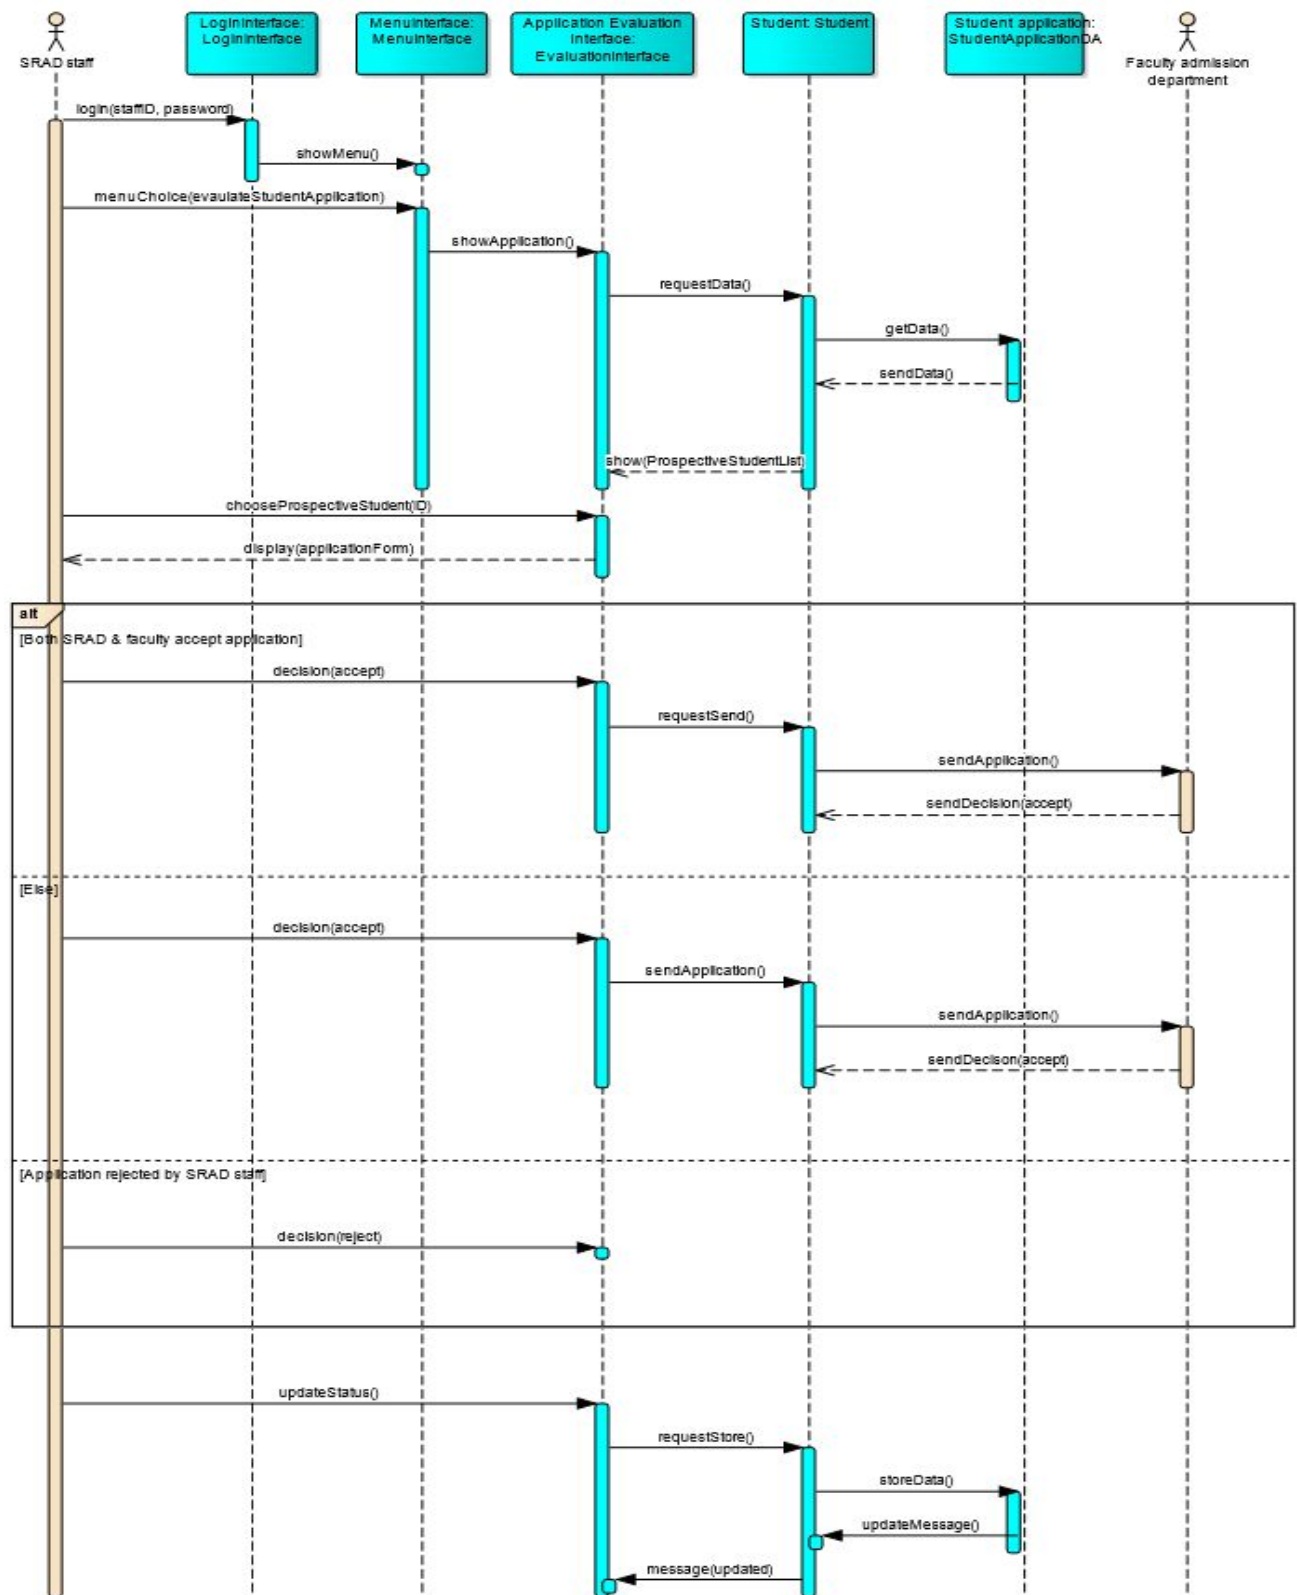 SRAD staff
LoginInterface:
LoginInterface
MenuInterface:
MenuInterface
Application Evaluation
Interface:
EvaluationInterface
Student: Student
Student application:
StudentApplicationDA
Faculty admission
department
login(staffID, password)
showMenu()
menuChoice(evaulateStudentApplication)
showApplication()
requestData()
getData()
sendData()
show(ProspectiveStudentList)
chooseProspectiveStudent(ID)
display(applicationForm)
alt
[Both SRAD & faculty accept application]
decision(accept)
requestSend()
sendApplication()
sendDecision(accept)
[Else]
decision(accept)
sendApplication()
sendApplication()
sendDecison(accept)
[Application rejected by SRAD staff]
decision(reject)
updateStatus()
requestStore()
storeData()
updateMessage()
message(updated)